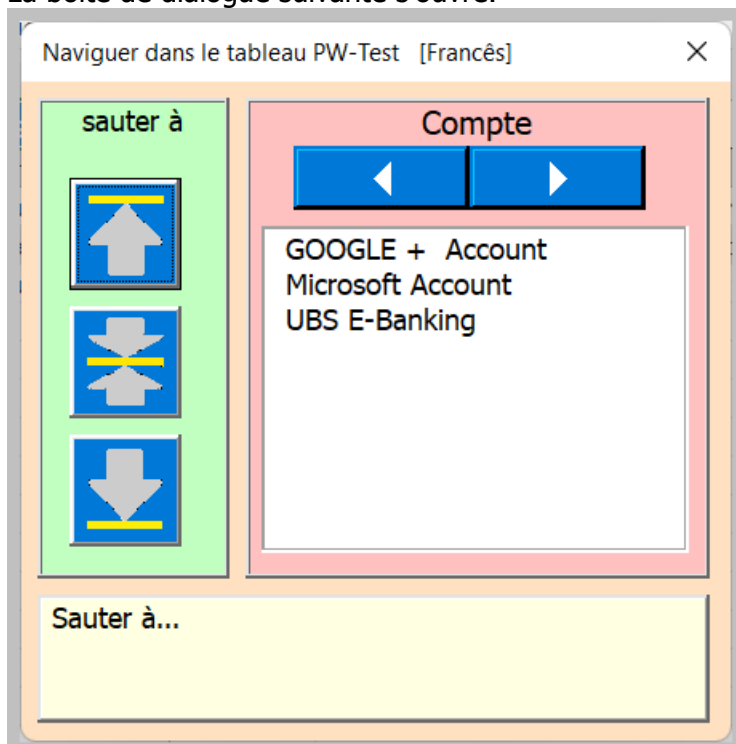 La boîte de dialogue suivante s'ouvre.
Naviguer dans le tableau PW-Test [Francês]
sauter à
Compte
GOOGLE + Account
Microsoft Account
UBS E-Banking
Sauter à...